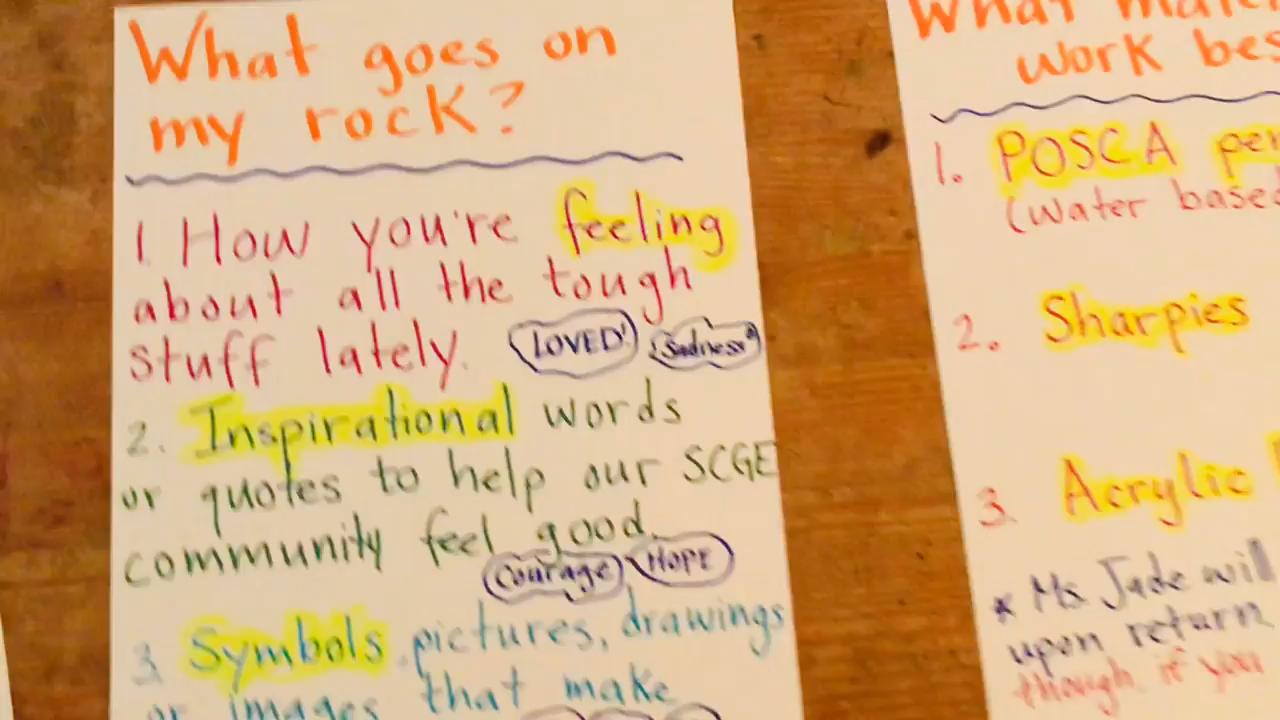 What goes on
my rock?
1. How you're feeling
about all the tough
stuff lately.
LOVED
Sadness
2. Inspirational words
or quotes to help our SCGE
community feel good.
Courage
HOPE
3. Symbols, pictures, drawings
or images that make
What
work
1. POSCA
(water based
2. Sharpies
3. Acrylic
* Ms Jade will
upon return
though if you